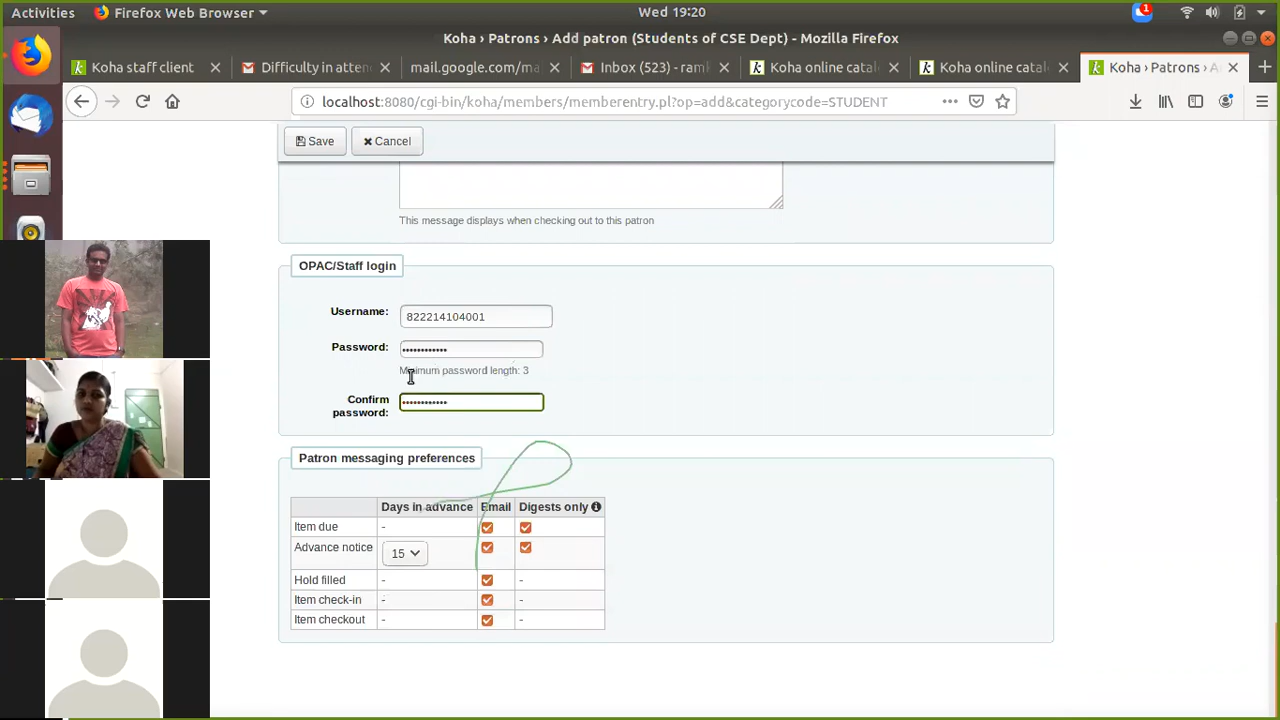 Activities Firefox Web Browser Wed 19:20 1
Koha › Patrons › Add patron (Students of CSE Dept) - Mozilla Firefox
Koha staff client Difficulty in atten mail.google.com/ma Inbox (523) - raml Koha online catal Koha online catal Koha › Patrons › A
localhost:8080/cgi-bin/koha/members/memberentry.pl?op=add&categorycode=STUDENT
Save Cancel
This message displays when checking out to this patron
OPAC/Staff login
Username: 822214104001
Password: ••••••••••••
Minimum password length: 3
Confirm
password: ••••••••••••
Patron messaging preferences
Days in advance Email Digests only
Item due - 
Advance notice 15
Hold filled - -
Item check-in - -
Item checkout - -